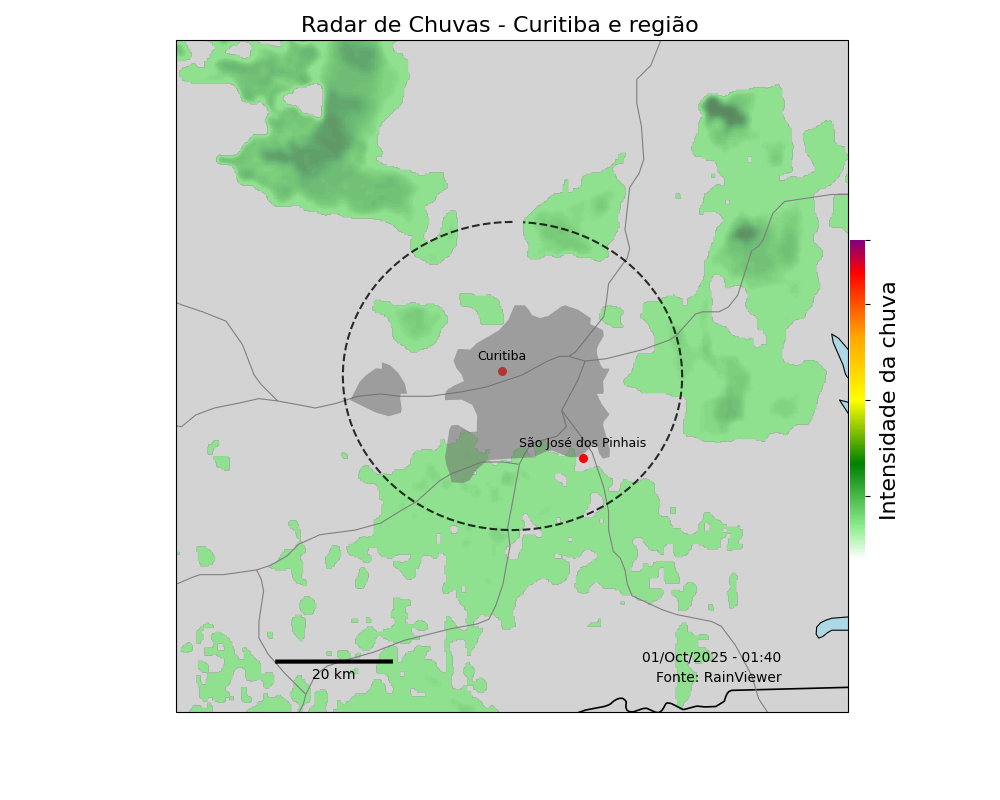 Radar de Chuvas - Curitiba e região
Curitiba
São José dos Pinhais
Intensidade da chuva
01/Oct/2025 - 01:40
Fonte: RainViewer
20 km